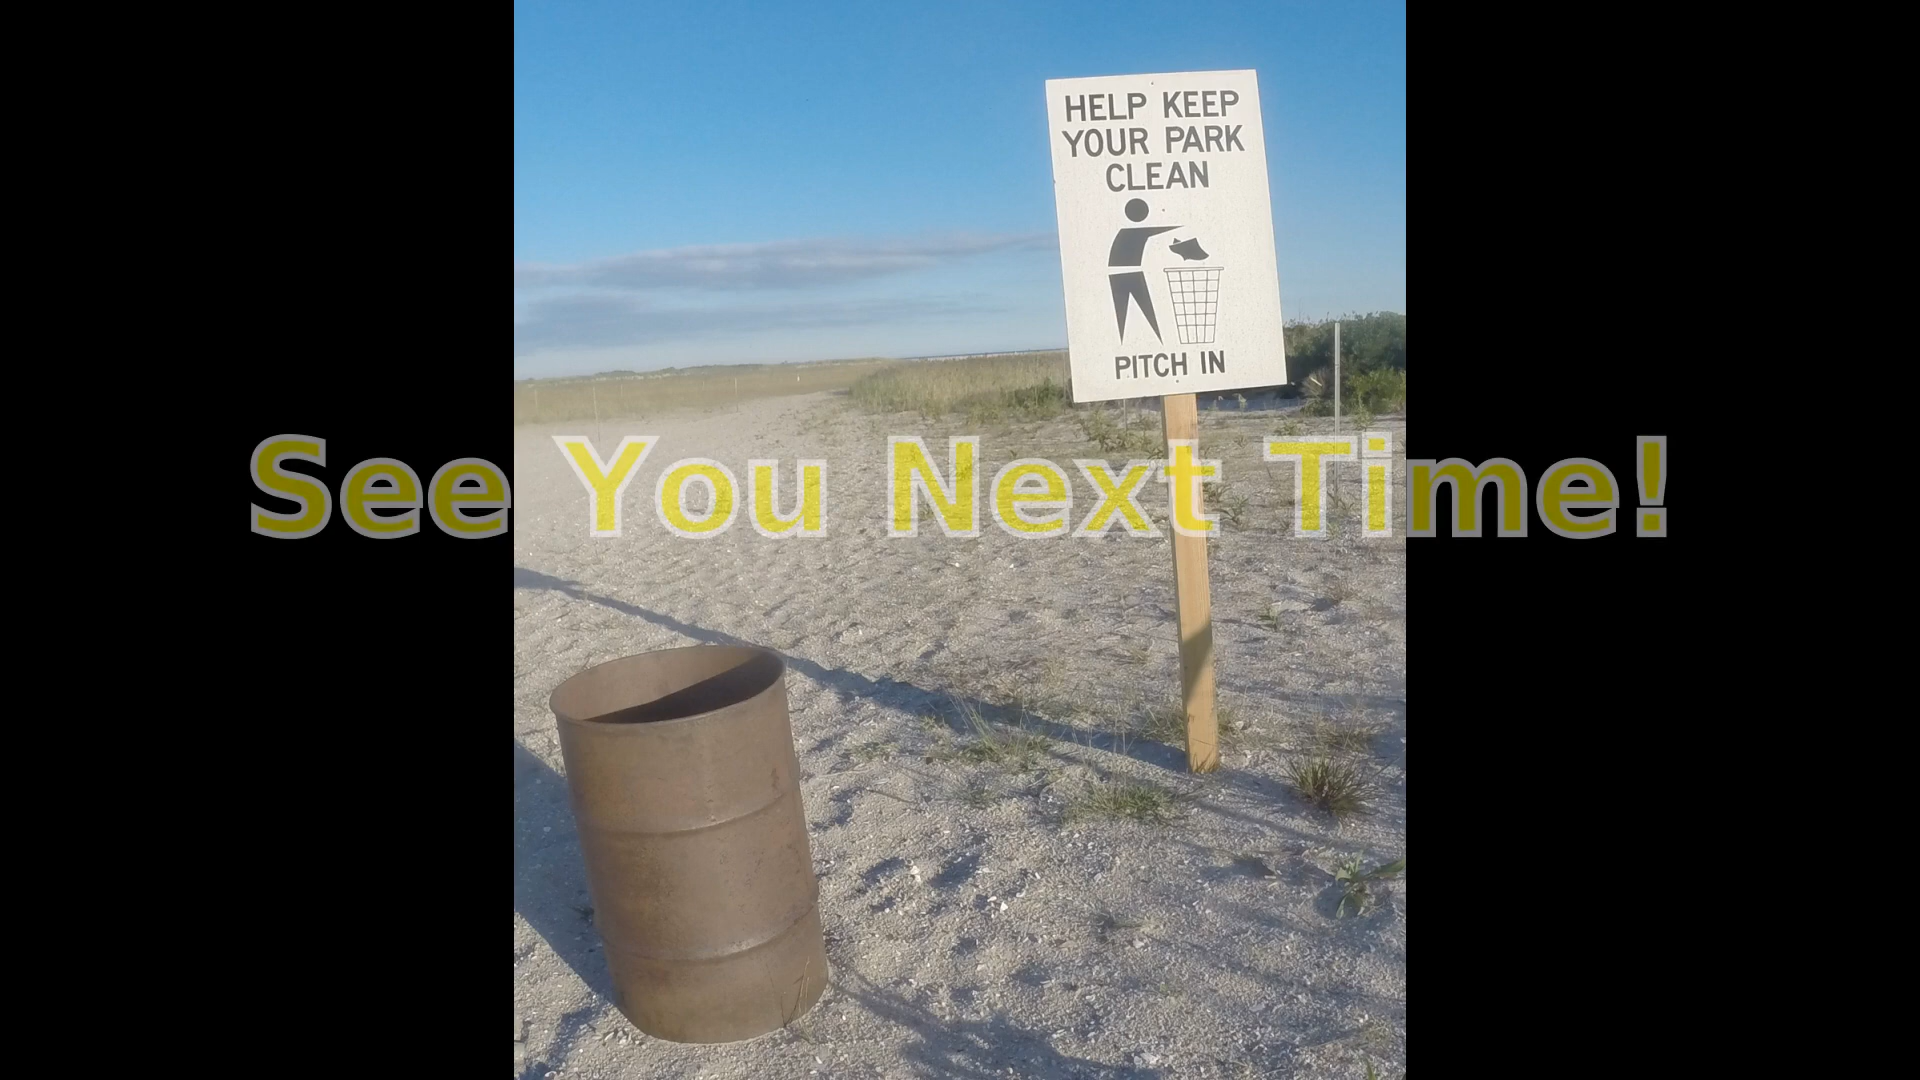 HELP KEEP
YOUR PARK
CLEAN
PITCH IN
See You Next Time!